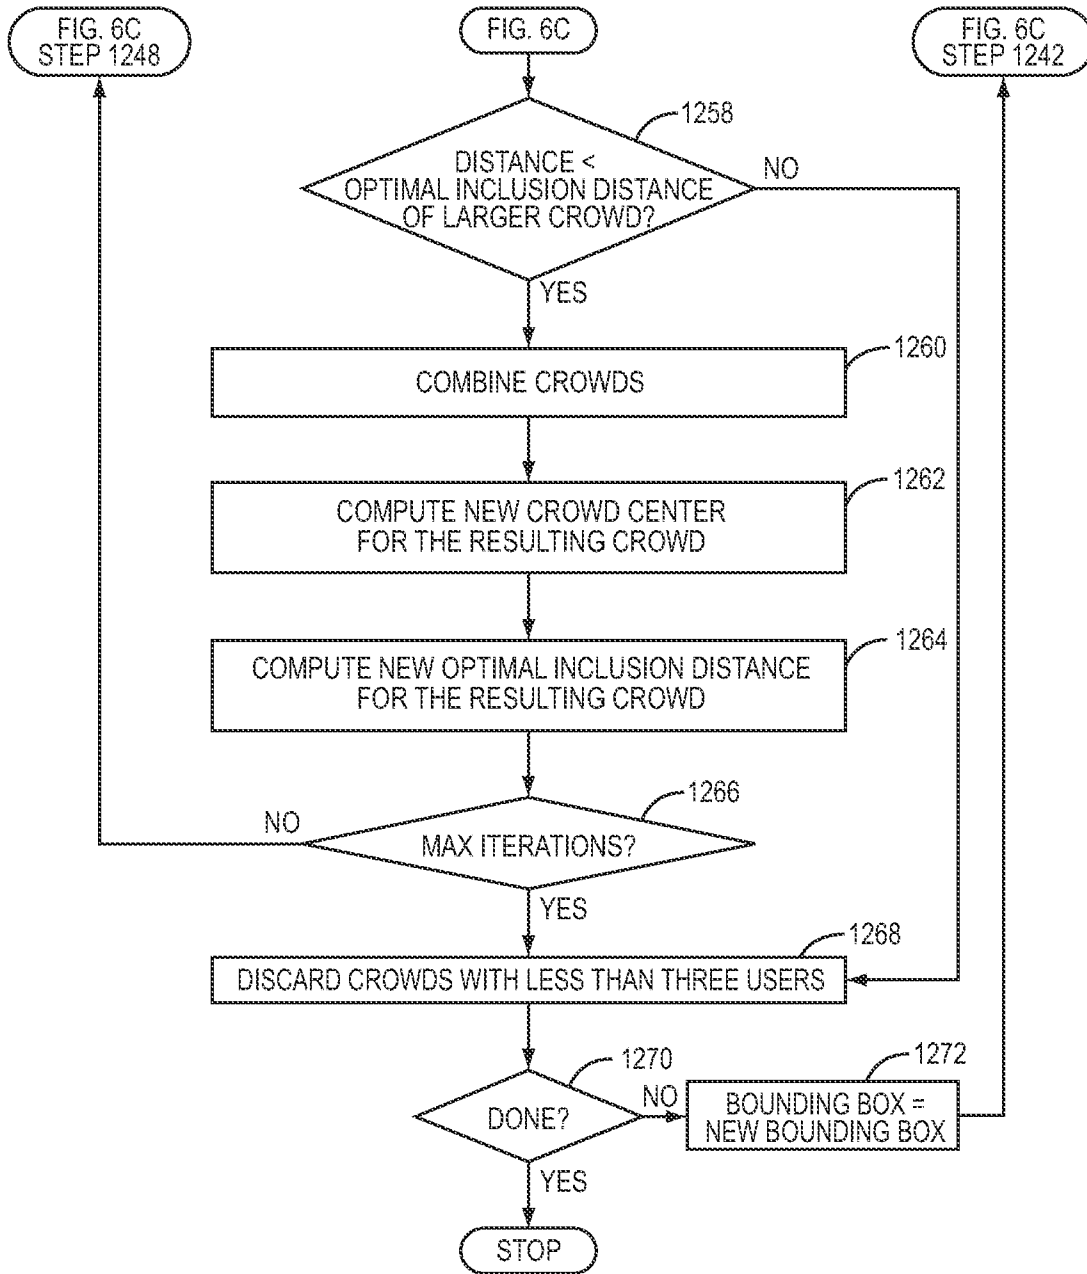 FIG. 6C
STEP 1248
FIG. 6C
FIG. 6C
STEP 1242
1258
DISTANCE <
OPTIMAL INCLUSION DISTANCE
OF LARGER CROWD?
NO
YES
1260
COMBINE CROWDS
1262
COMPUTE NEW CROWD CENTER
FOR THE RESULTING CROWD
1264
COMPUTE NEW OPTIMAL INCLUSION DISTANCE
FOR THE RESULTING CROWD
1266
NO
MAX ITERATIONS?
YES
1268
DISCARD CROWDS WITH LESS THAN THREE USERS
1270
1272
DONE?
NO
BOUNDING BOX =
NEW BOUNDING BOX
YES
STOP